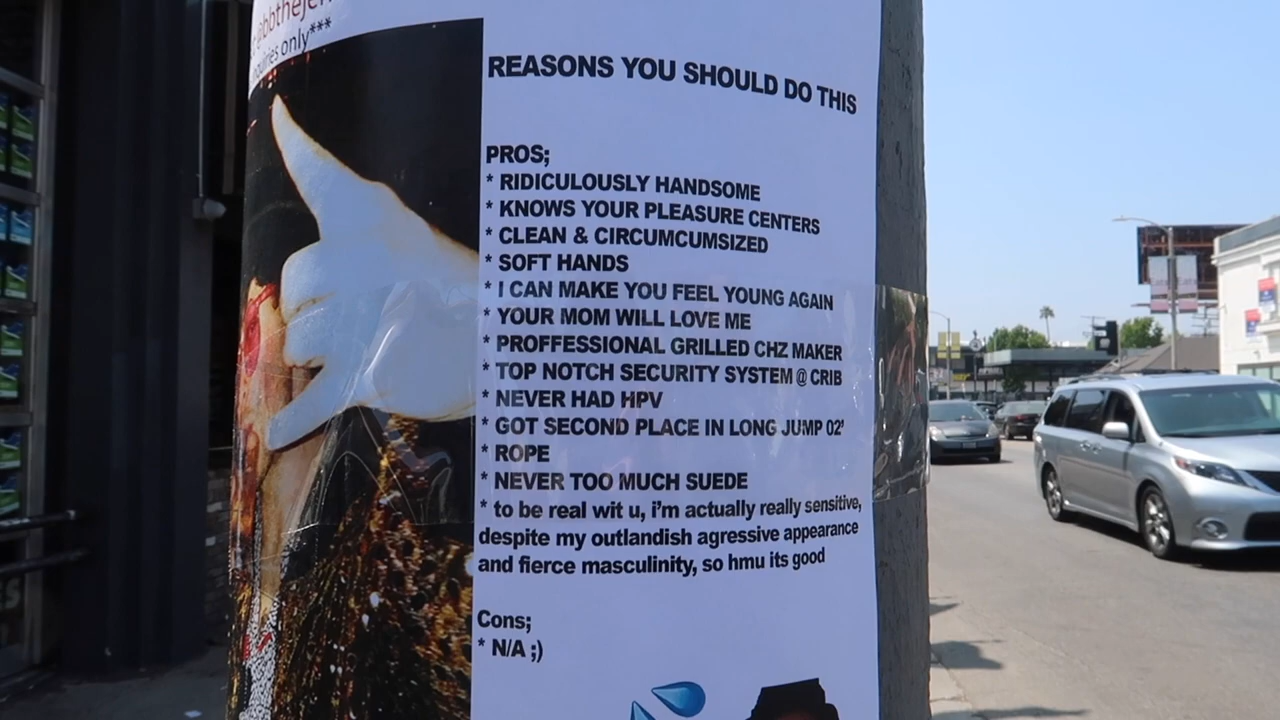 @bbthejer
inquiries only***
REASONS YOU SHOULD DO THIS
PROS;
* RIDICULOUSLY HANDSOME
* KNOWS YOUR PLEASURE CENTERS
* CLEAN & CIRCUMCUMSIZED
* SOFT HANDS
* I CAN MAKE YOU FEEL YOUNG AGAIN
* YOUR MOM WILL LOVE ME
* PROFFESSIONAL GRILLED CHZ MAKER
* TOP NOTCH SECURITY SYSTEM @ CRIB
* NEVER HAD HPV
* GOT SECOND PLACE IN LONG JUMP 02'
* ROPE
* NEVER TOO MUCH SUEDE
* to be real wit u, i'm actually really sensitive,
despite my outlandish agressive appearance
and fierce masculinity, so hmu its good
Cons;
* N/A ;)